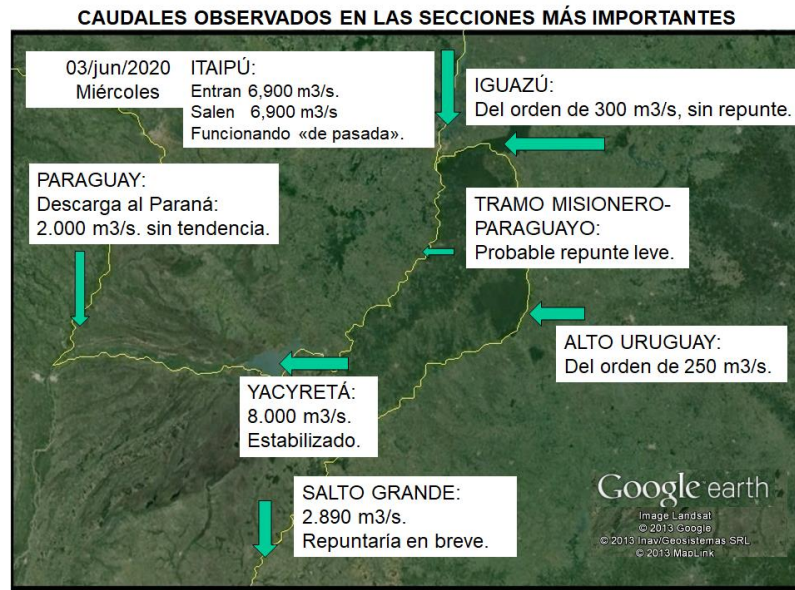 CAUDALES OBSERVADOS EN LAS SECCIONES MÁS IMPORTANTES
03/jun/2020
Miércoles
ITAIPÚ:
Entran 6,900 m3/s.
Salen 6,900 m3/s
Funcionando «de pasada».
IGUAZÚ:
Del orden de 300 m3/s, sin repunte.
PARAGUAY:
Descarga al Paraná:
2.000 m3/s. sin tendencia.
TRAMO MISIONERO-
PARAGUAYO:
Probable repunte leve.
ALTO URUGUAY:
Del orden de 250 m3/s.
YACYRETÁ:
8.000 m3/s.
Estabilizado.
SALTO GRANDE:
2.890 m3/s.
Repuntaría en breve.
Google earth
Image Landsat
© 2013 Google
© 2013 Inav/Geosistemas SRL
© 2013 MapLink